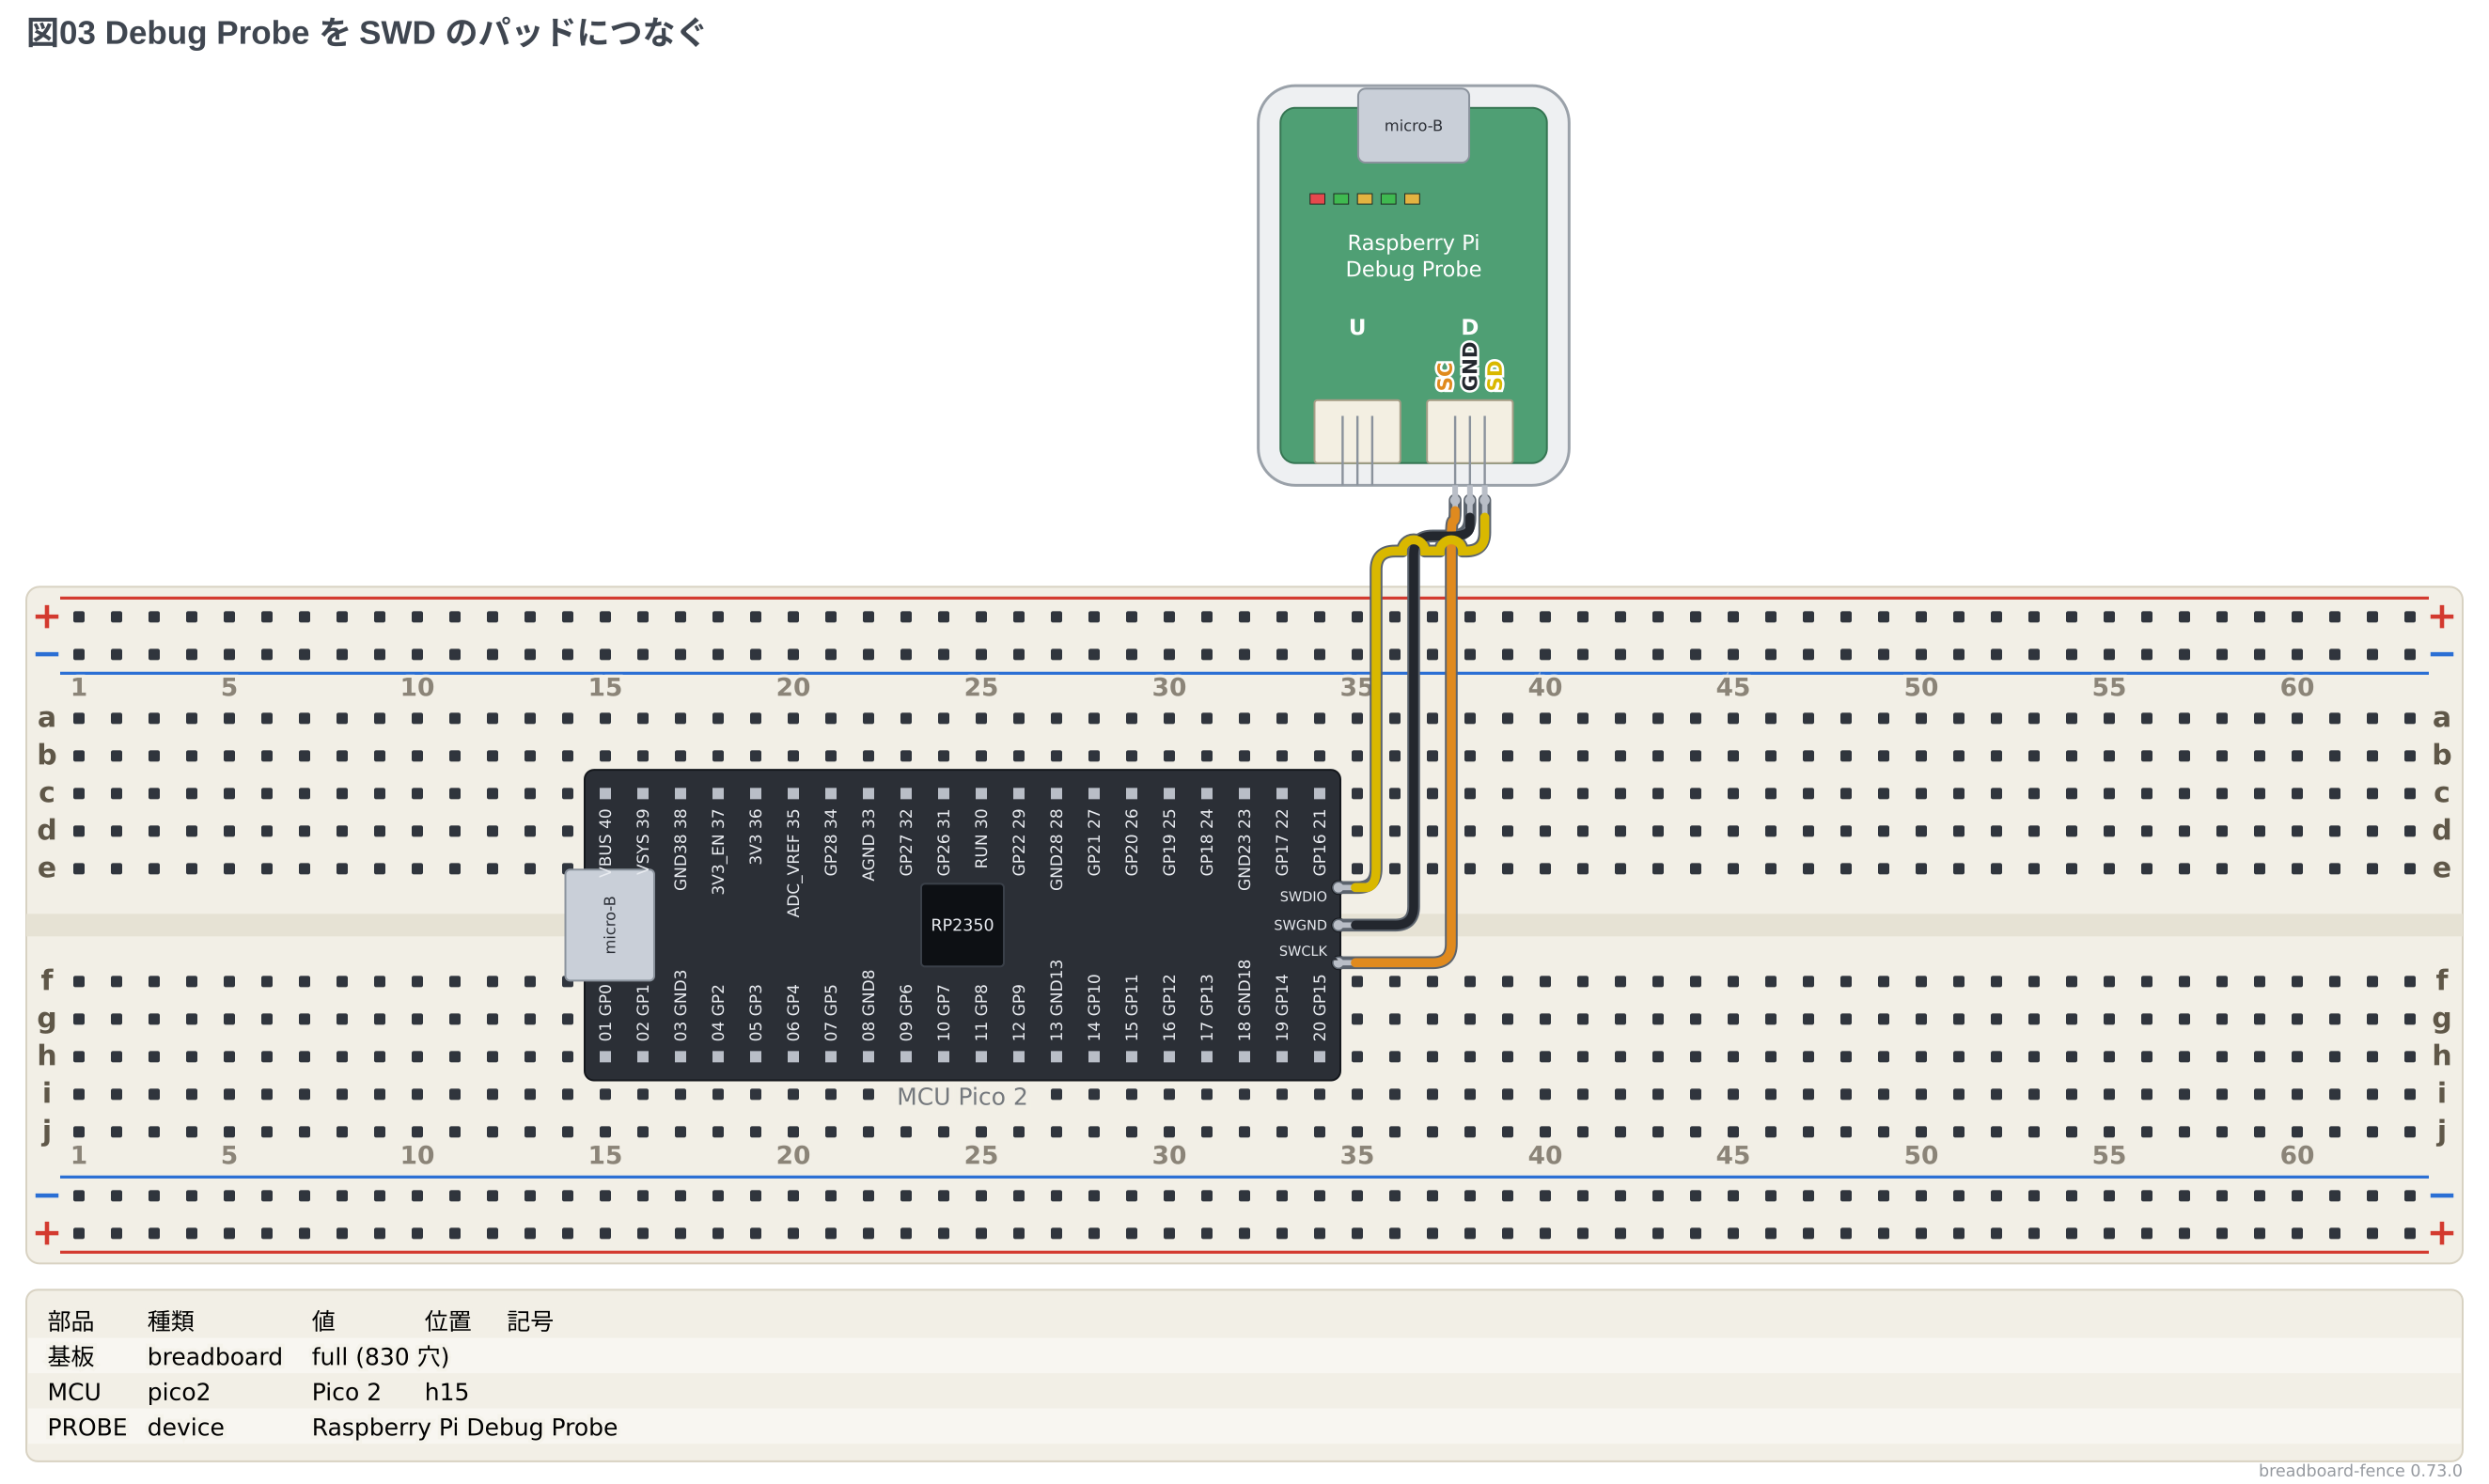 図03 Debug Probe を SWD のパッドにつなぐ
micro-B
Raspberry Pi
Debug Probe
U D
SC GND SD
+ +
− −
1 5 10 15 20 25 30 35 40 45 50 55 60
a a
b b
c c
d d
e e
VBUS 40
VSYS 39
GND38 38
3V3_EN 37
3V3 36
ADC_VREF 35
GP28 34
AGND 33
GP27 32
GP26 31
RUN 30
GP22 29
GND28 28
GP21 27
GP20 26
GP19 25
GP18 24
GND23 23
GP17 22
GP16 21
micro-B
RP2350
SWDIO
SWGND
SWCLK
01 GP0
02 GP1
03 GND3
04 GP2
05 GP3
06 GP4
07 GP5
08 GND8
09 GP6
10 GP7
11 GP8
12 GP9
13 GND13
14 GP10
15 GP11
16 GP12
17 GP13
18 GND18
19 GP14
20 GP15
f f
g g
h h
i i
MCU Pico 2
j j
1 5 10 15 20 25 30 35 40 45 50 55 60
− −
+ +
部品 種類 値 位置 記号
基板 breadboard full (830 穴)
MCU pico2 Pico 2 h15
PROBE device Raspberry Pi Debug Probe
breadboard-fence 0.73.0